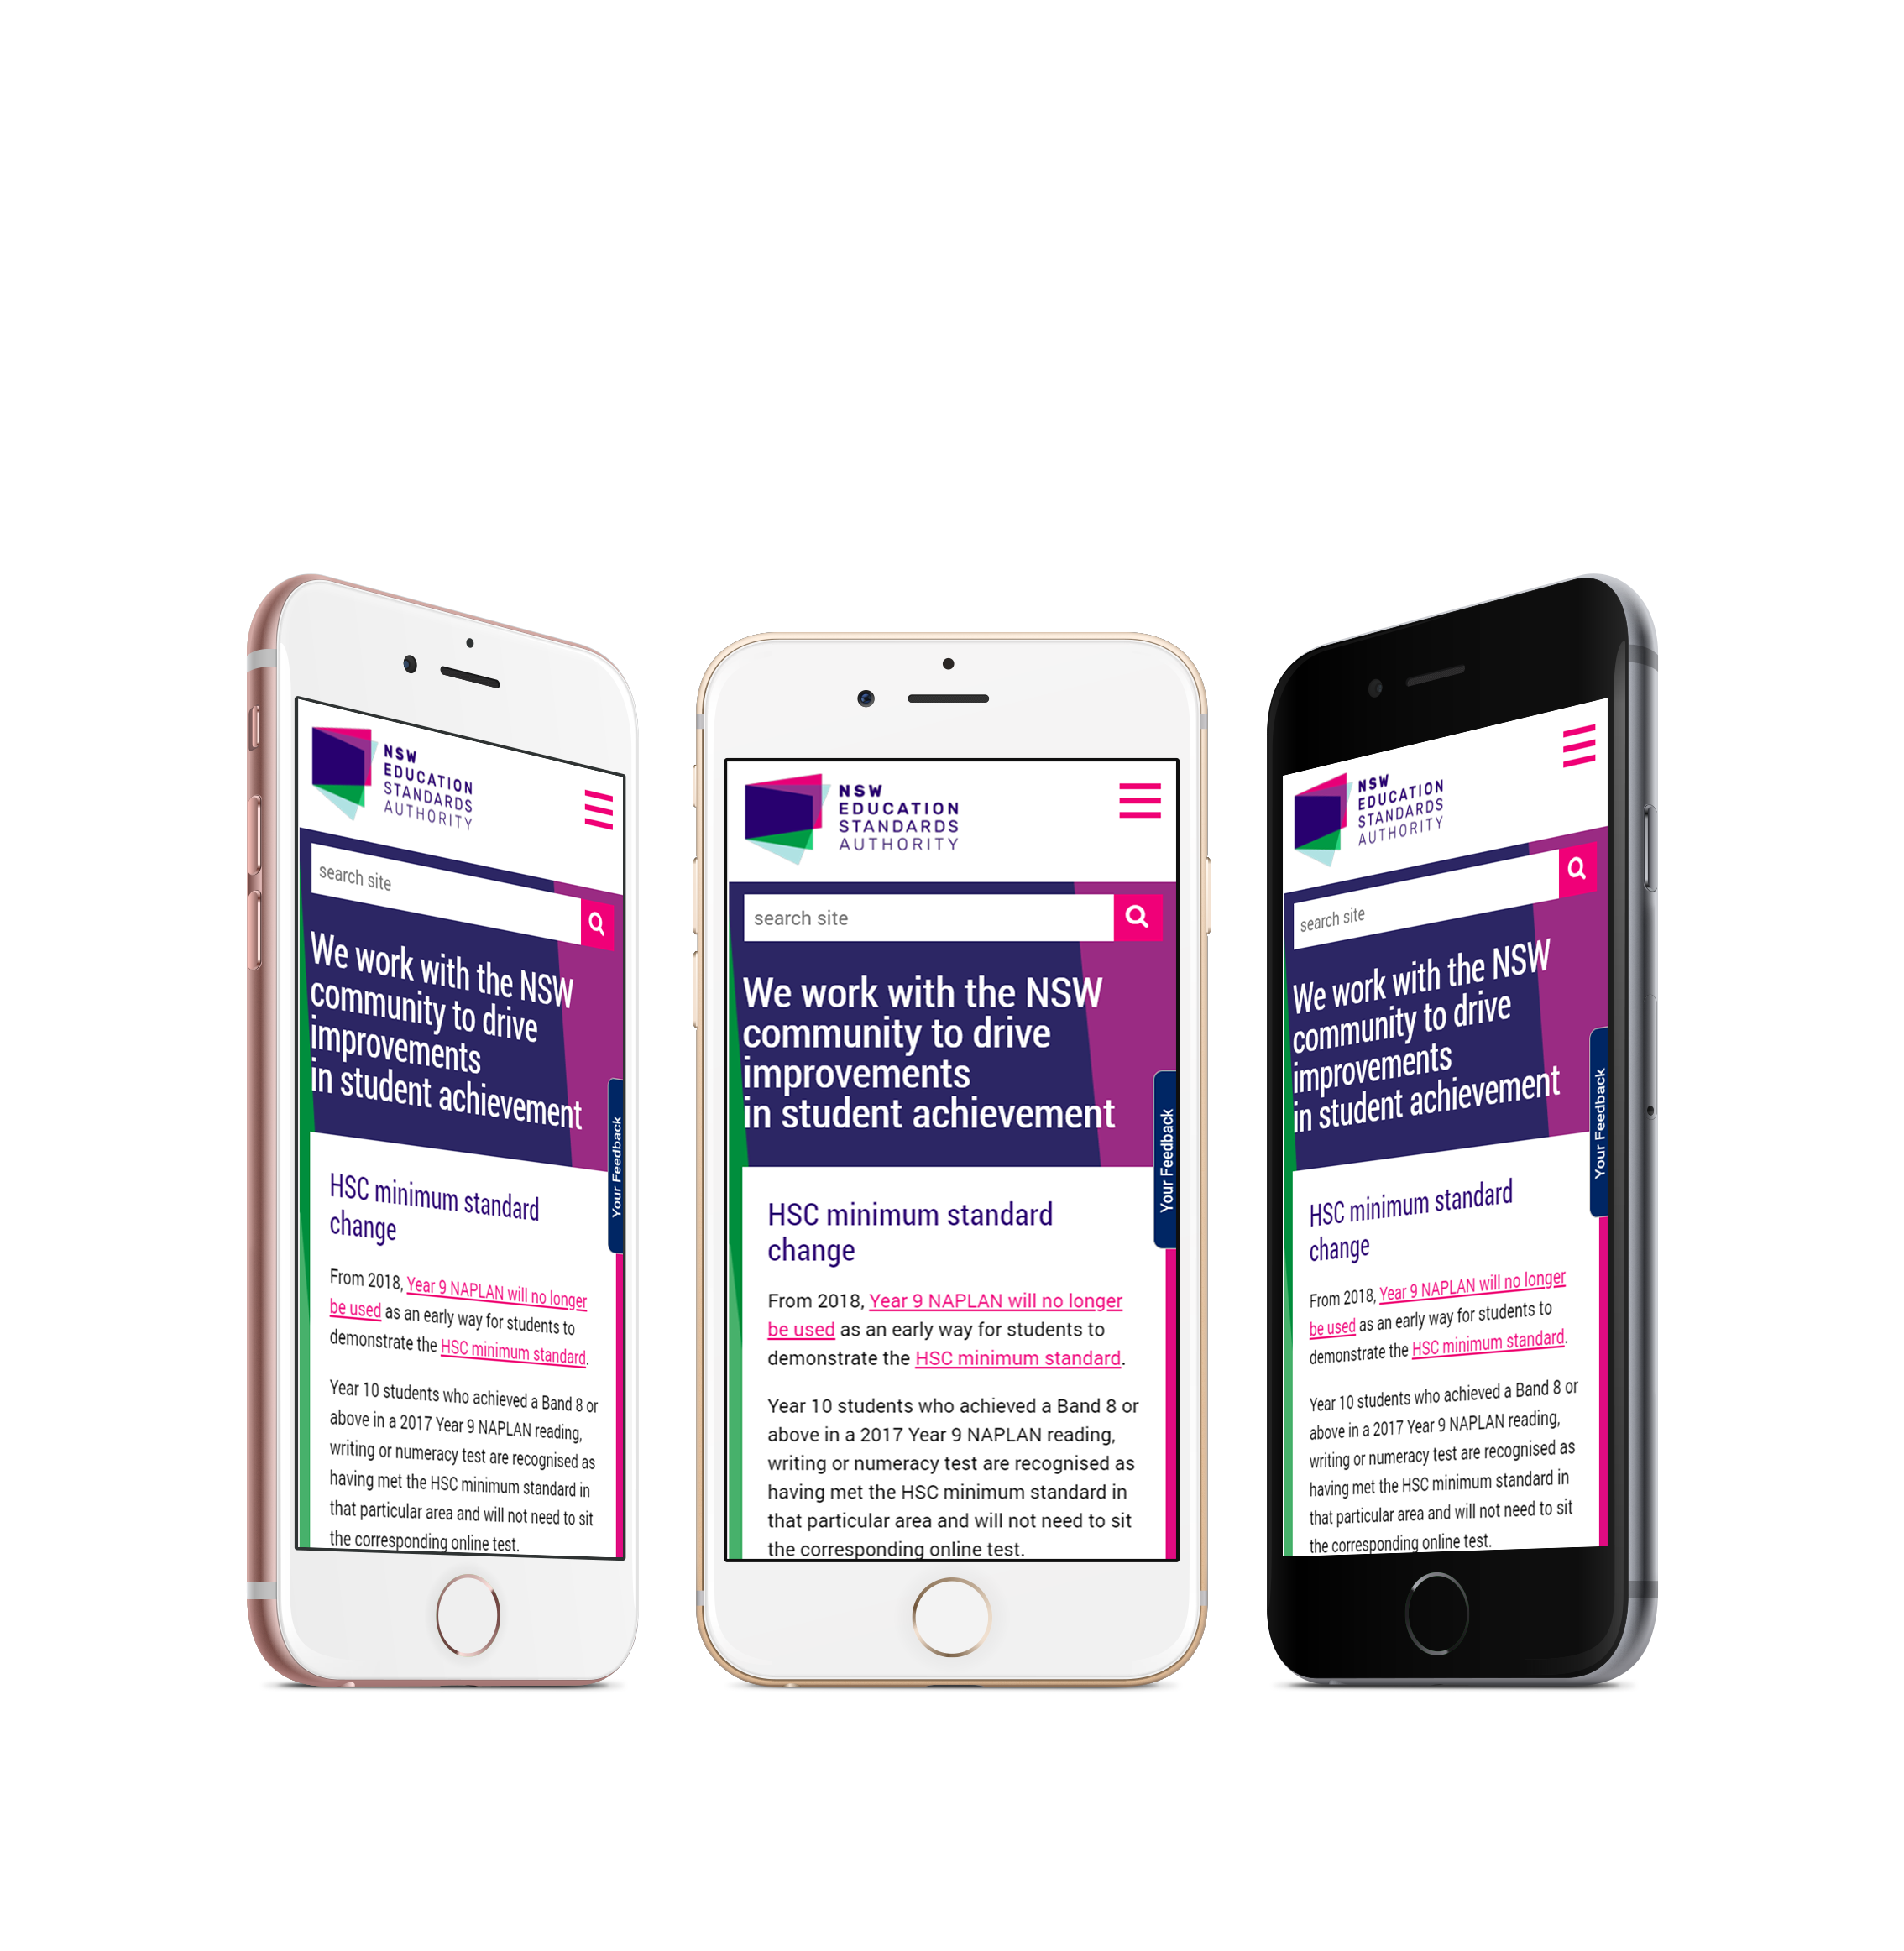 NSW
EDUCATION
STANDARDS
AUTHORITY
search site
We work with the NSW
community to drive
improvements
in student achievement
Your Feedback
HSC minimum standard
change
From 2018, Year 9 NAPLAN will no longer
be used as an early way for students to
demonstrate the HSC minimum standard.
Year 10 students who achieved a Band 8 or
above in a 2017 Year 9 NAPLAN reading,
writing or numeracy test are recognised as
having met the HSC minimum standard in
that particular area and will not need to sit
the corresponding online test.
NSW
EDUCATION
STANDARDS
AUTHORITY
search site
We work with the NSW
community to drive
improvements
in student achievement
Your Feedback
HSC minimum standard
change
From 2018, Year 9 NAPLAN will no longer
be used as an early way for students to
demonstrate the HSC minimum standard.
Year 10 students who achieved a Band 8 or
above in a 2017 Year 9 NAPLAN reading,
writing or numeracy test are recognised as
having met the HSC minimum standard in
that particular area and will not need to sit
the corresponding online test.
NSW
EDUCATION
STANDARDS
AUTHORITY
search site
We work with the NSW
community to drive
improvements
in student achievement
Your Feedback
HSC minimum standard
change
From 2018, Year 9 NAPLAN will no longer
be used as an early way for students to
demonstrate the HSC minimum standard.
Year 10 students who achieved a Band 8 or
above in a 2017 Year 9 NAPLAN reading,
writing or numeracy test are recognised as
having met the HSC minimum standard in
that particular area and will not need to sit
the corresponding online test.